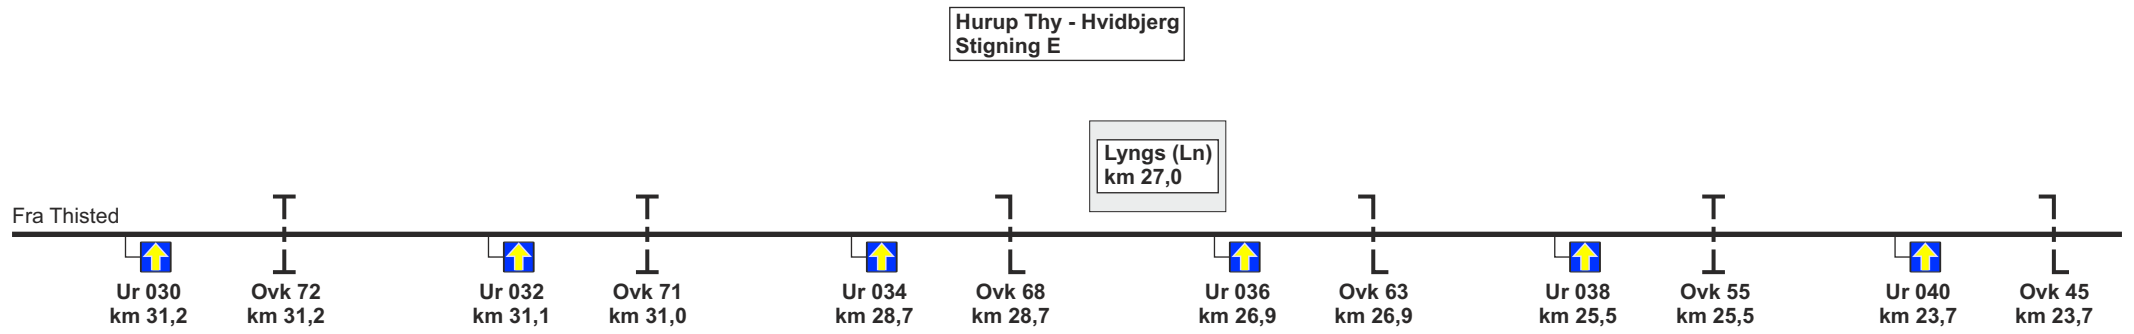 Hurup Thy - Hvidbjerg
Stigning E
Lyngs (Ln)
km 27,0
Fra Thisted
Ur 030
km 31,2
Ovk 72
km 31,2
Ur 032
km 31,1
Ovk 71
km 31,0
Ur 034
km 28,7
Ovk 68
km 28,7
Ur 036
km 26,9
Ovk 63
km 26,9
Ur 038
km 25,5
Ovk 55
km 25,5
Ur 040
km 23,7
Ovk 45
km 23,7